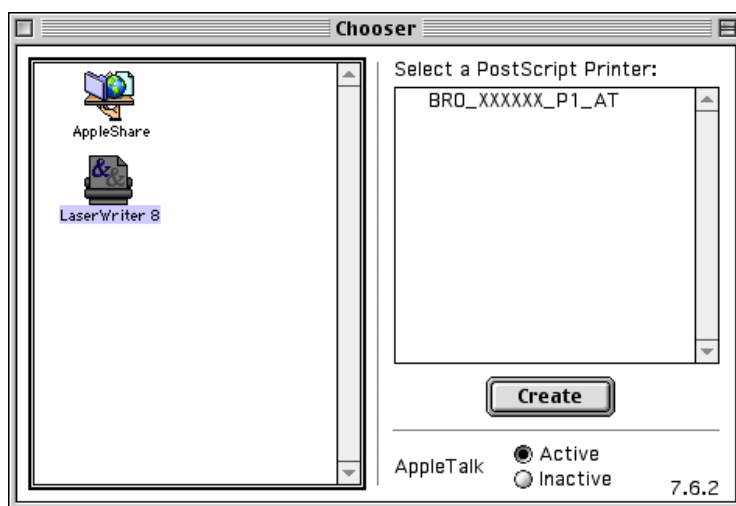 Chooser
AppleShare
LaserWriter 8
Select a PostScript Printer:
BRO_XXXXXX_P1_AT
Create
AppleTalk
Active
Inactive
7.6.2